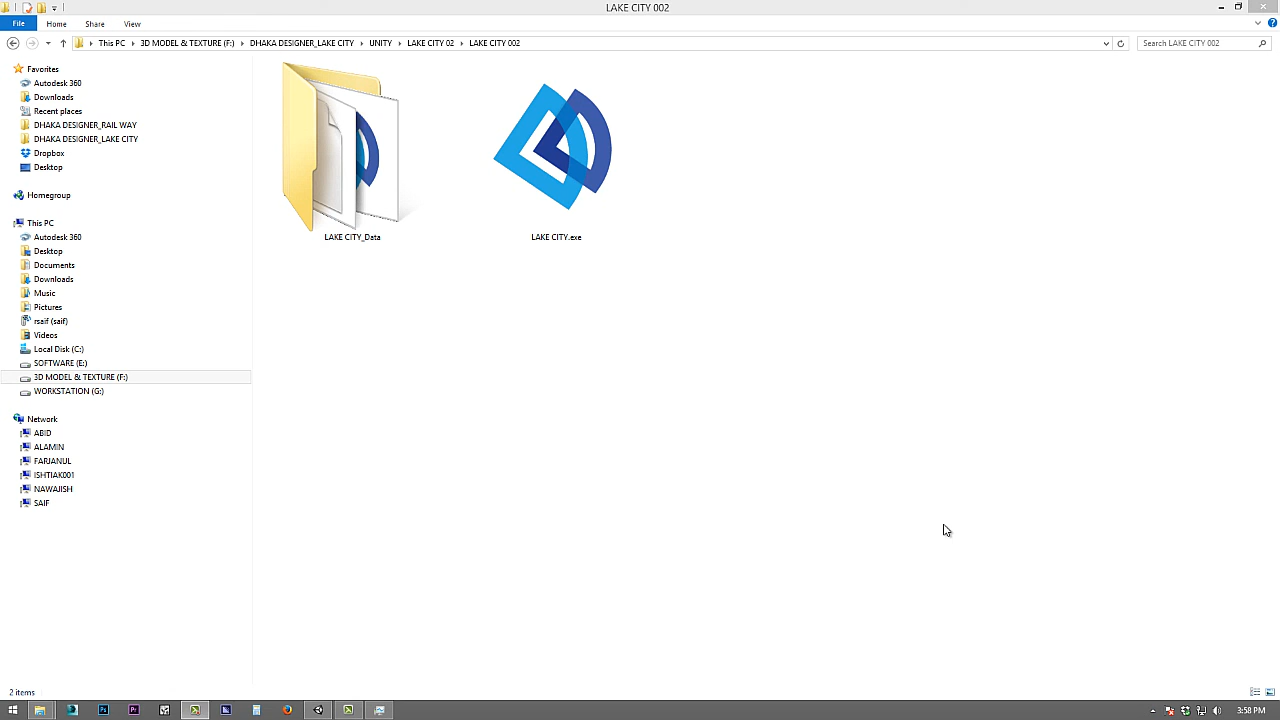 LAKE CITY 002
File Home Share View
This PC 3D MODEL & TEXTURE (F:) DHAKA DESIGNER_LAKE CITY UNITY LAKE CITY 02 LAKE CITY 002
Search LAKE CITY 002
Favorites
Autodesk 360
Downloads
Recent places
DHAKA DESIGNER_RAIL WAY
DHAKA DESIGNER_LAKE CITY
Dropbox
Desktop
Homegroup
This PC
Autodesk 360
Desktop
Documents
Downloads
Music
Pictures
rsaif (saif)
Videos
Local Disk (C:)
SOFTWARE (E:)
3D MODEL & TEXTURE (F:)
WORKSTATION (G:)
Network
ABID
ALAMIN
FARJANUL
ISHTIAK001
NAWAJISH
SAIF
LAKE CITY_Data
LAKE CITY.exe
2 items
Ps
Pr
3:58 PM